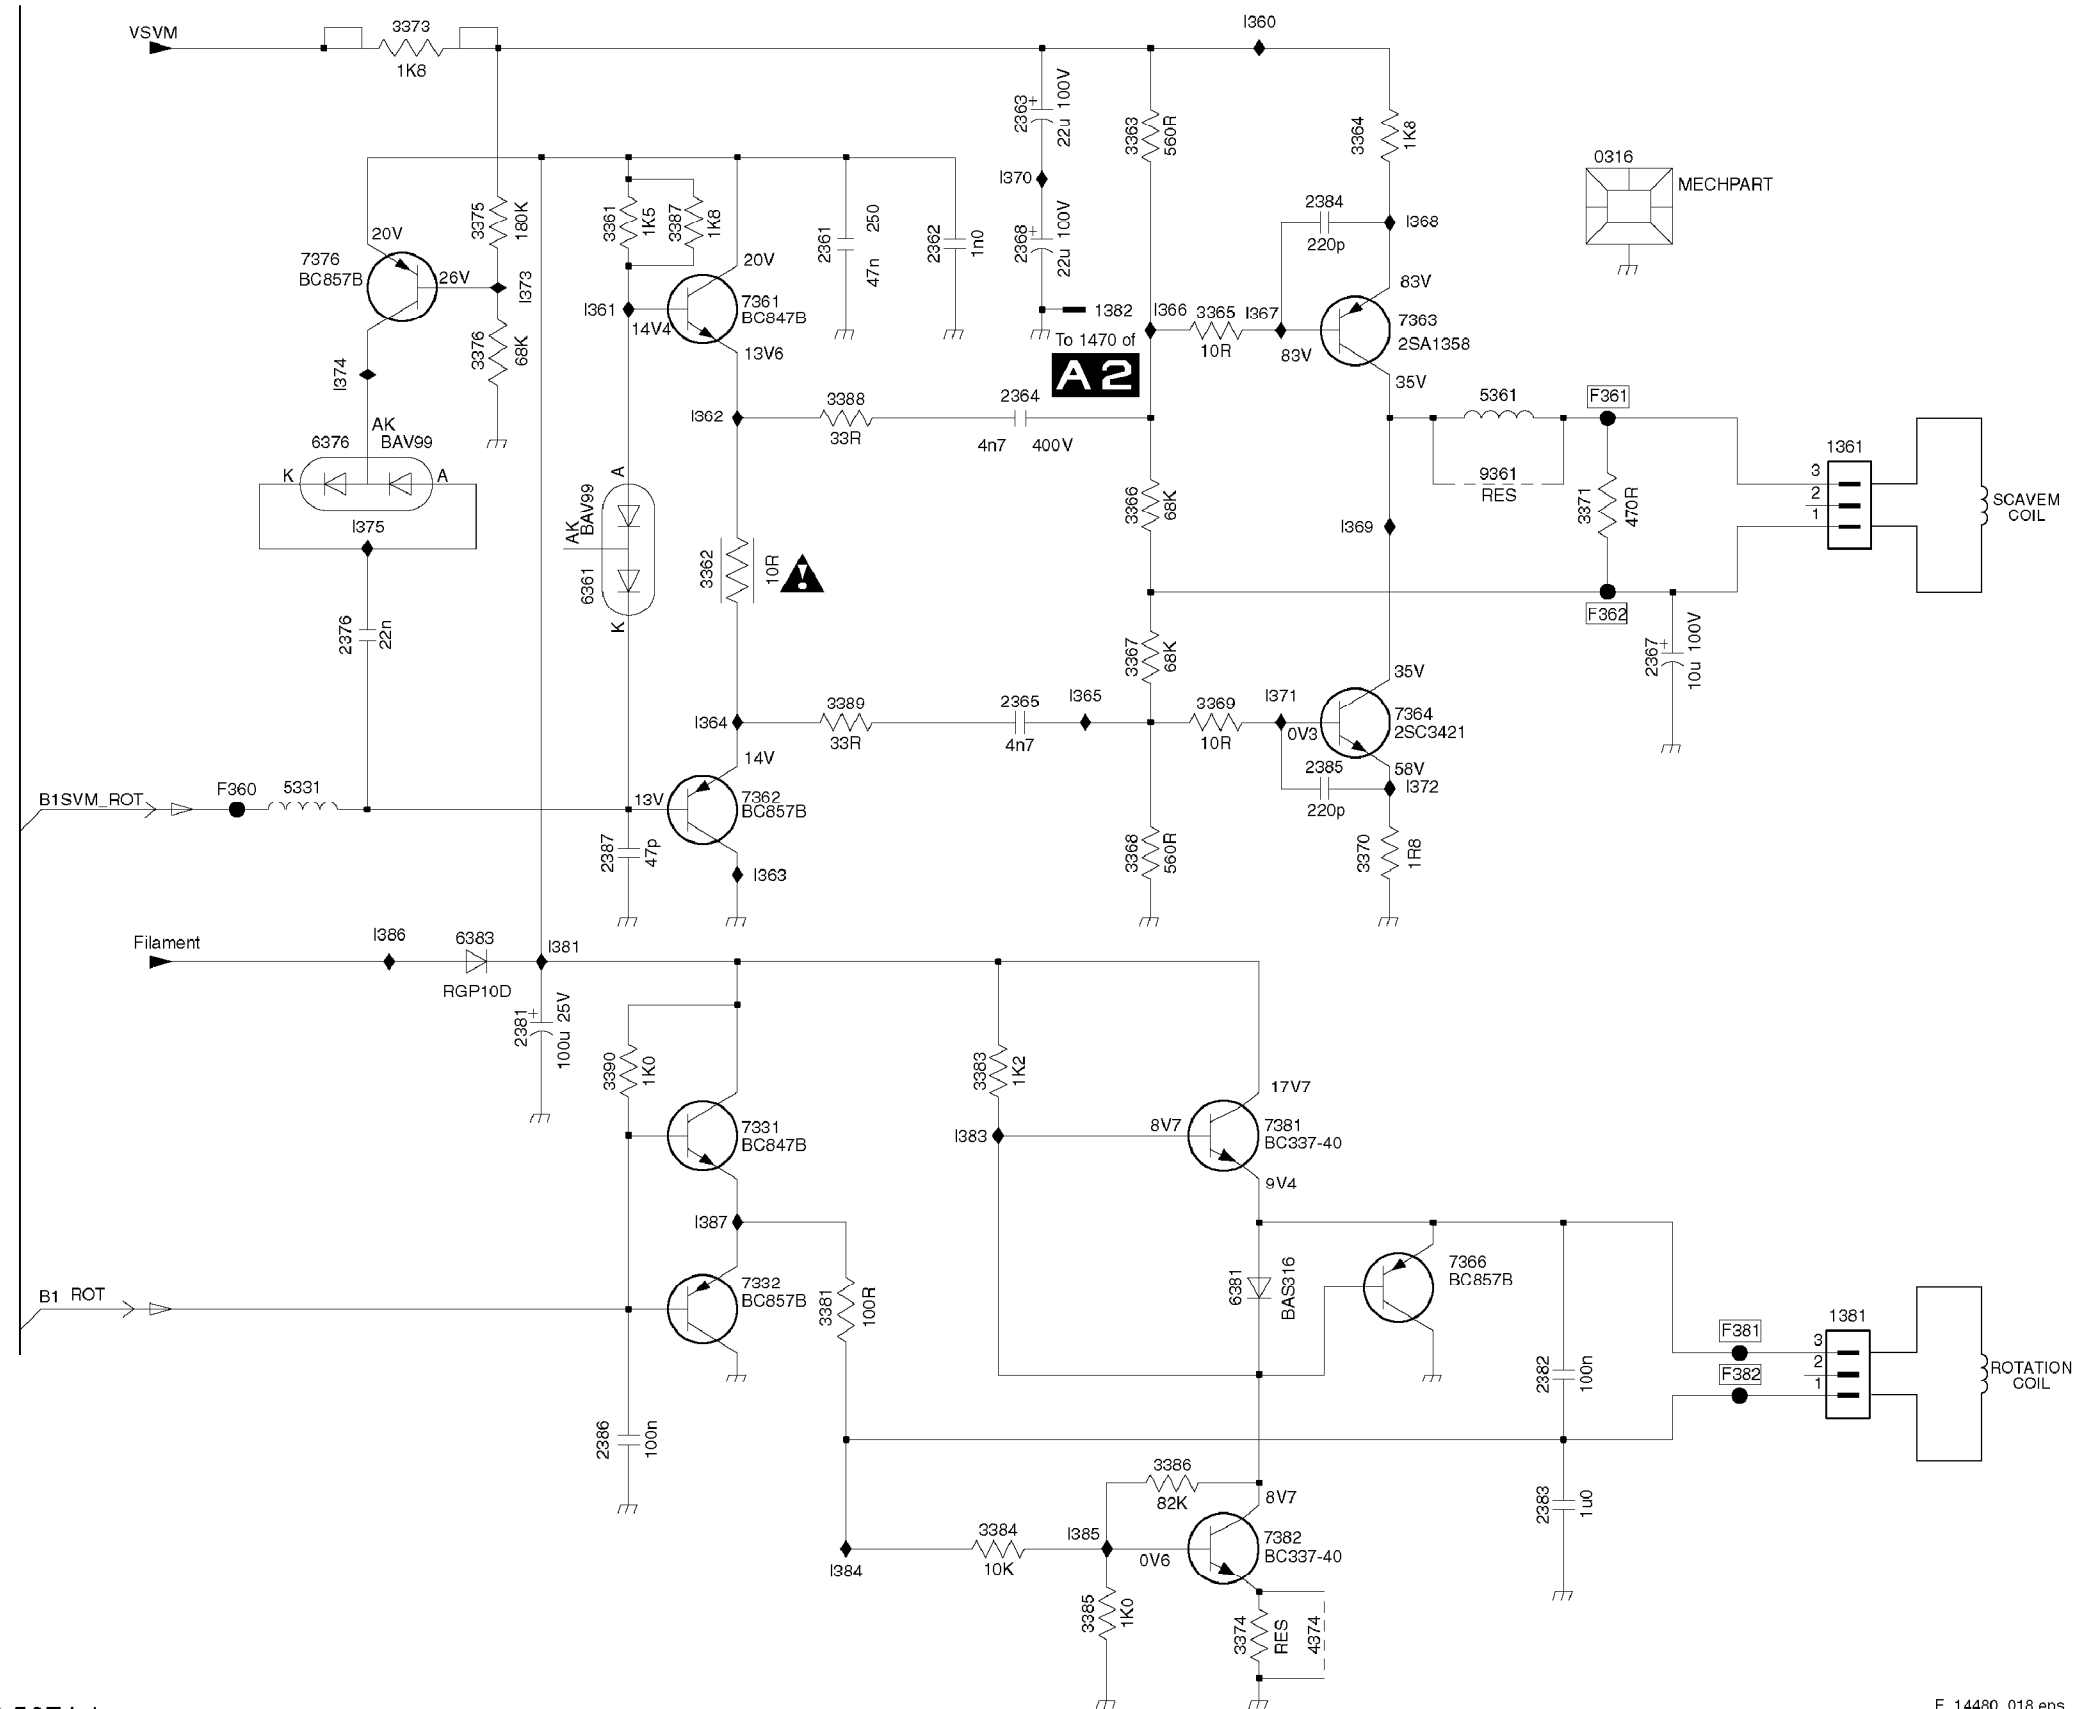 VSVM
3373
1K8
I360
2363
+
22u 100V
3363
560R
3364
1K8
0316
MECHPART
I370
20V
7376
BC857B
26V
3375
180K
I373
3376
68K
I374
3361
1K5
3387
1K8
20V
I361
14V4
7361
BC847B
13V6
2361
47n 250
2362
1n0
2368
+
22u 100V
1382
To 1470 of
A2
2384
220p
I368
I366
3365
10R
I367
83V
83V
7363
2SA1358
35V
AK
6376
BAV99
K
A
I375
I362
3388
33R
2364
4n7
400V
5361
F361
9361
RES
3371
470R
1361
3
2
1
SCAVEM
COIL
A
AK
BAV99
6361
K
3362
10R
3366
68K
I369
F362
2376
22n
3367
68K
2367
+
10u 100V
I364
3389
33R
2365
4n7
I365
3369
10R
I371
0V3
35V
7364
2SC3421
58V
I372
2385
220p
14V
7362
BC857B
13V
B1SVM_ROT
F360
5331
2387
47p
I363
3368
560R
3370
1R8
Filament
I386
6383
RGP10D
I381
2381
+
100u 25V
3390
1K0
3383
1K2
17V7
7331
BC847B
I383
8V7
7381
BC337-40
9V4
I387
7332
BC857B
3381
100R
6381
BAS316
7366
BC857B
B1 ROT
F381
F382
1381
3
2
1
ROTATION
COIL
2382
100n
2386
100n
3386
82K
8V7
2383
1u0
I384
3384
10K
I385
0V6
7382
BC337-40
3385
1K0
3374
RES
4374
E_14480_018.eps